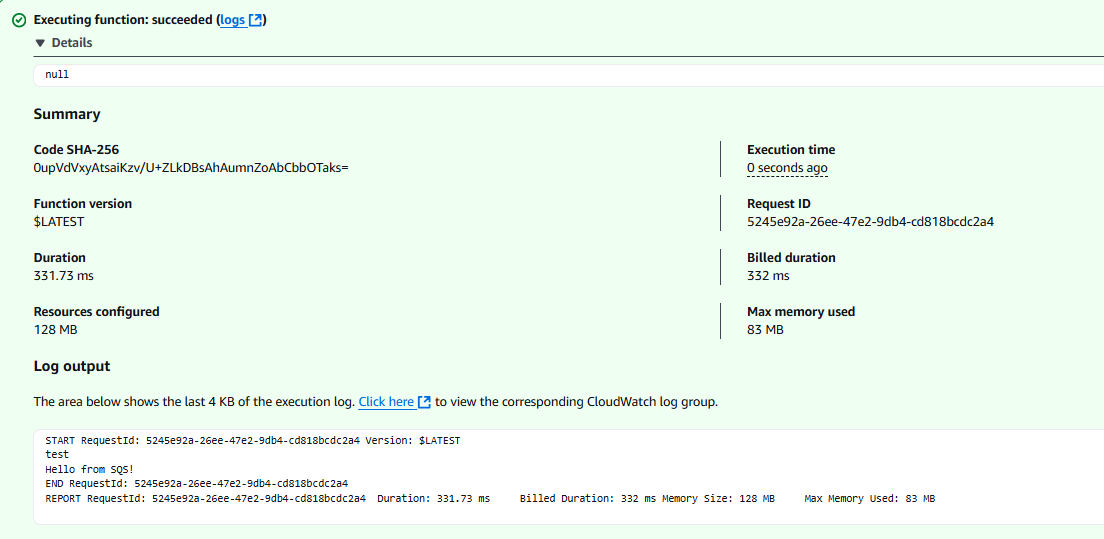 Executing function: succeeded (logs)
Details
null
Summary
Code SHA-256
0upVdVxyAtsaiKzv/U+ZLkDBsAhAumnZoAbCbbOTaks=
Execution time
0 seconds ago
Function version
$LATEST
Request ID
5245e92a-26ee-47e2-9db4-cd818bcdc2a4
Duration
331.73 ms
Billed duration
332 ms
Resources configured
128 MB
Max memory used
83 MB
Log output
The area below shows the last 4 KB of the execution log. Click here to view the corresponding CloudWatch log group.
START RequestId: 5245e92a-26ee-47e2-9db4-cd818bcdc2a4 Version: $LATEST
test
Hello from SQS!
END RequestId: 5245e92a-26ee-47e2-9db4-cd818bcdc2a4
REPORT RequestId: 5245e92a-26ee-47e2-9db4-cd818bcdc2a4 Duration: 331.73 ms Billed Duration: 332 ms Memory Size: 128 MB Max Memory Used: 83 MB